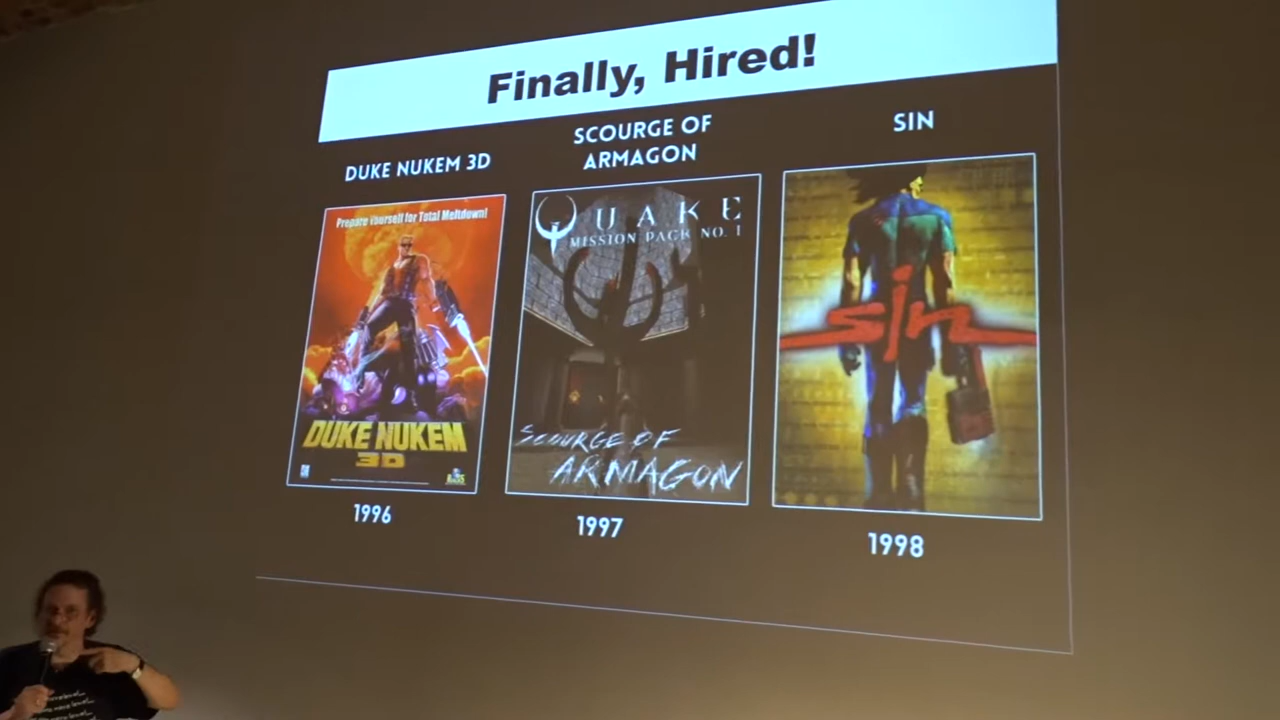 Finally, Hired!
DUKE NUKEM 3D
SCOURGE OF
ARMAGON
SIN
Prepare Yourself for Total Meltdown!
DUKE NUKEM
3D
QUAKE
MISSION PACK NO. 1
SCOURGE OF
ARMAGON
sin
1996
1997
1998